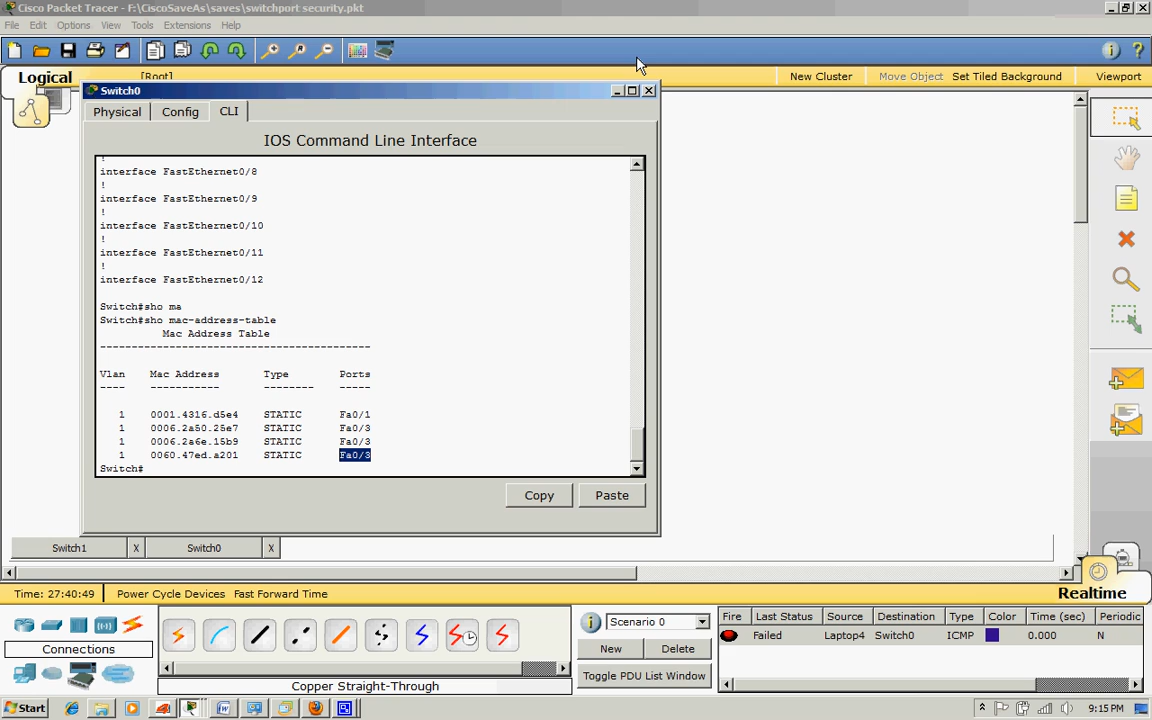 Cisco Packet Tracer - F:\CiscoSaveAs\saves\switchport security.pkt
File Edit Options View Tools Extensions Help
Logical [Root] New Cluster Move Object Set Tiled Background Viewport
Switch0
Physical Config CLI
IOS Command Line Interface
!
interface FastEthernet0/8
!
interface FastEthernet0/9
!
interface FastEthernet0/10
!
interface FastEthernet0/11
!
interface FastEthernet0/12
Switch#sho ma
Switch#sho mac-address-table
Mac Address Table
-------------------------------------------
Vlan Mac Address Type Ports
---- ----------- -------- -----
1 0001.4316.d5e4 STATIC Fa0/1
1 0006.2a50.25e7 STATIC Fa0/3
1 0006.2a6e.15b9 STATIC Fa0/3
1 0060.47ed.a201 STATIC Fa0/3
Switch#
Copy Paste
Switch1 X Switch0 X
Time: 27:40:49 Power Cycle Devices Fast Forward Time Realtime
Connections
Copper Straight-Through
Scenario 0
New Delete
Toggle PDU List Window
Fire Last Status Source Destination Type Color Time (sec) Periodic
Failed Laptop4 Switch0 ICMP 0.000 N
Start 9:15 PM